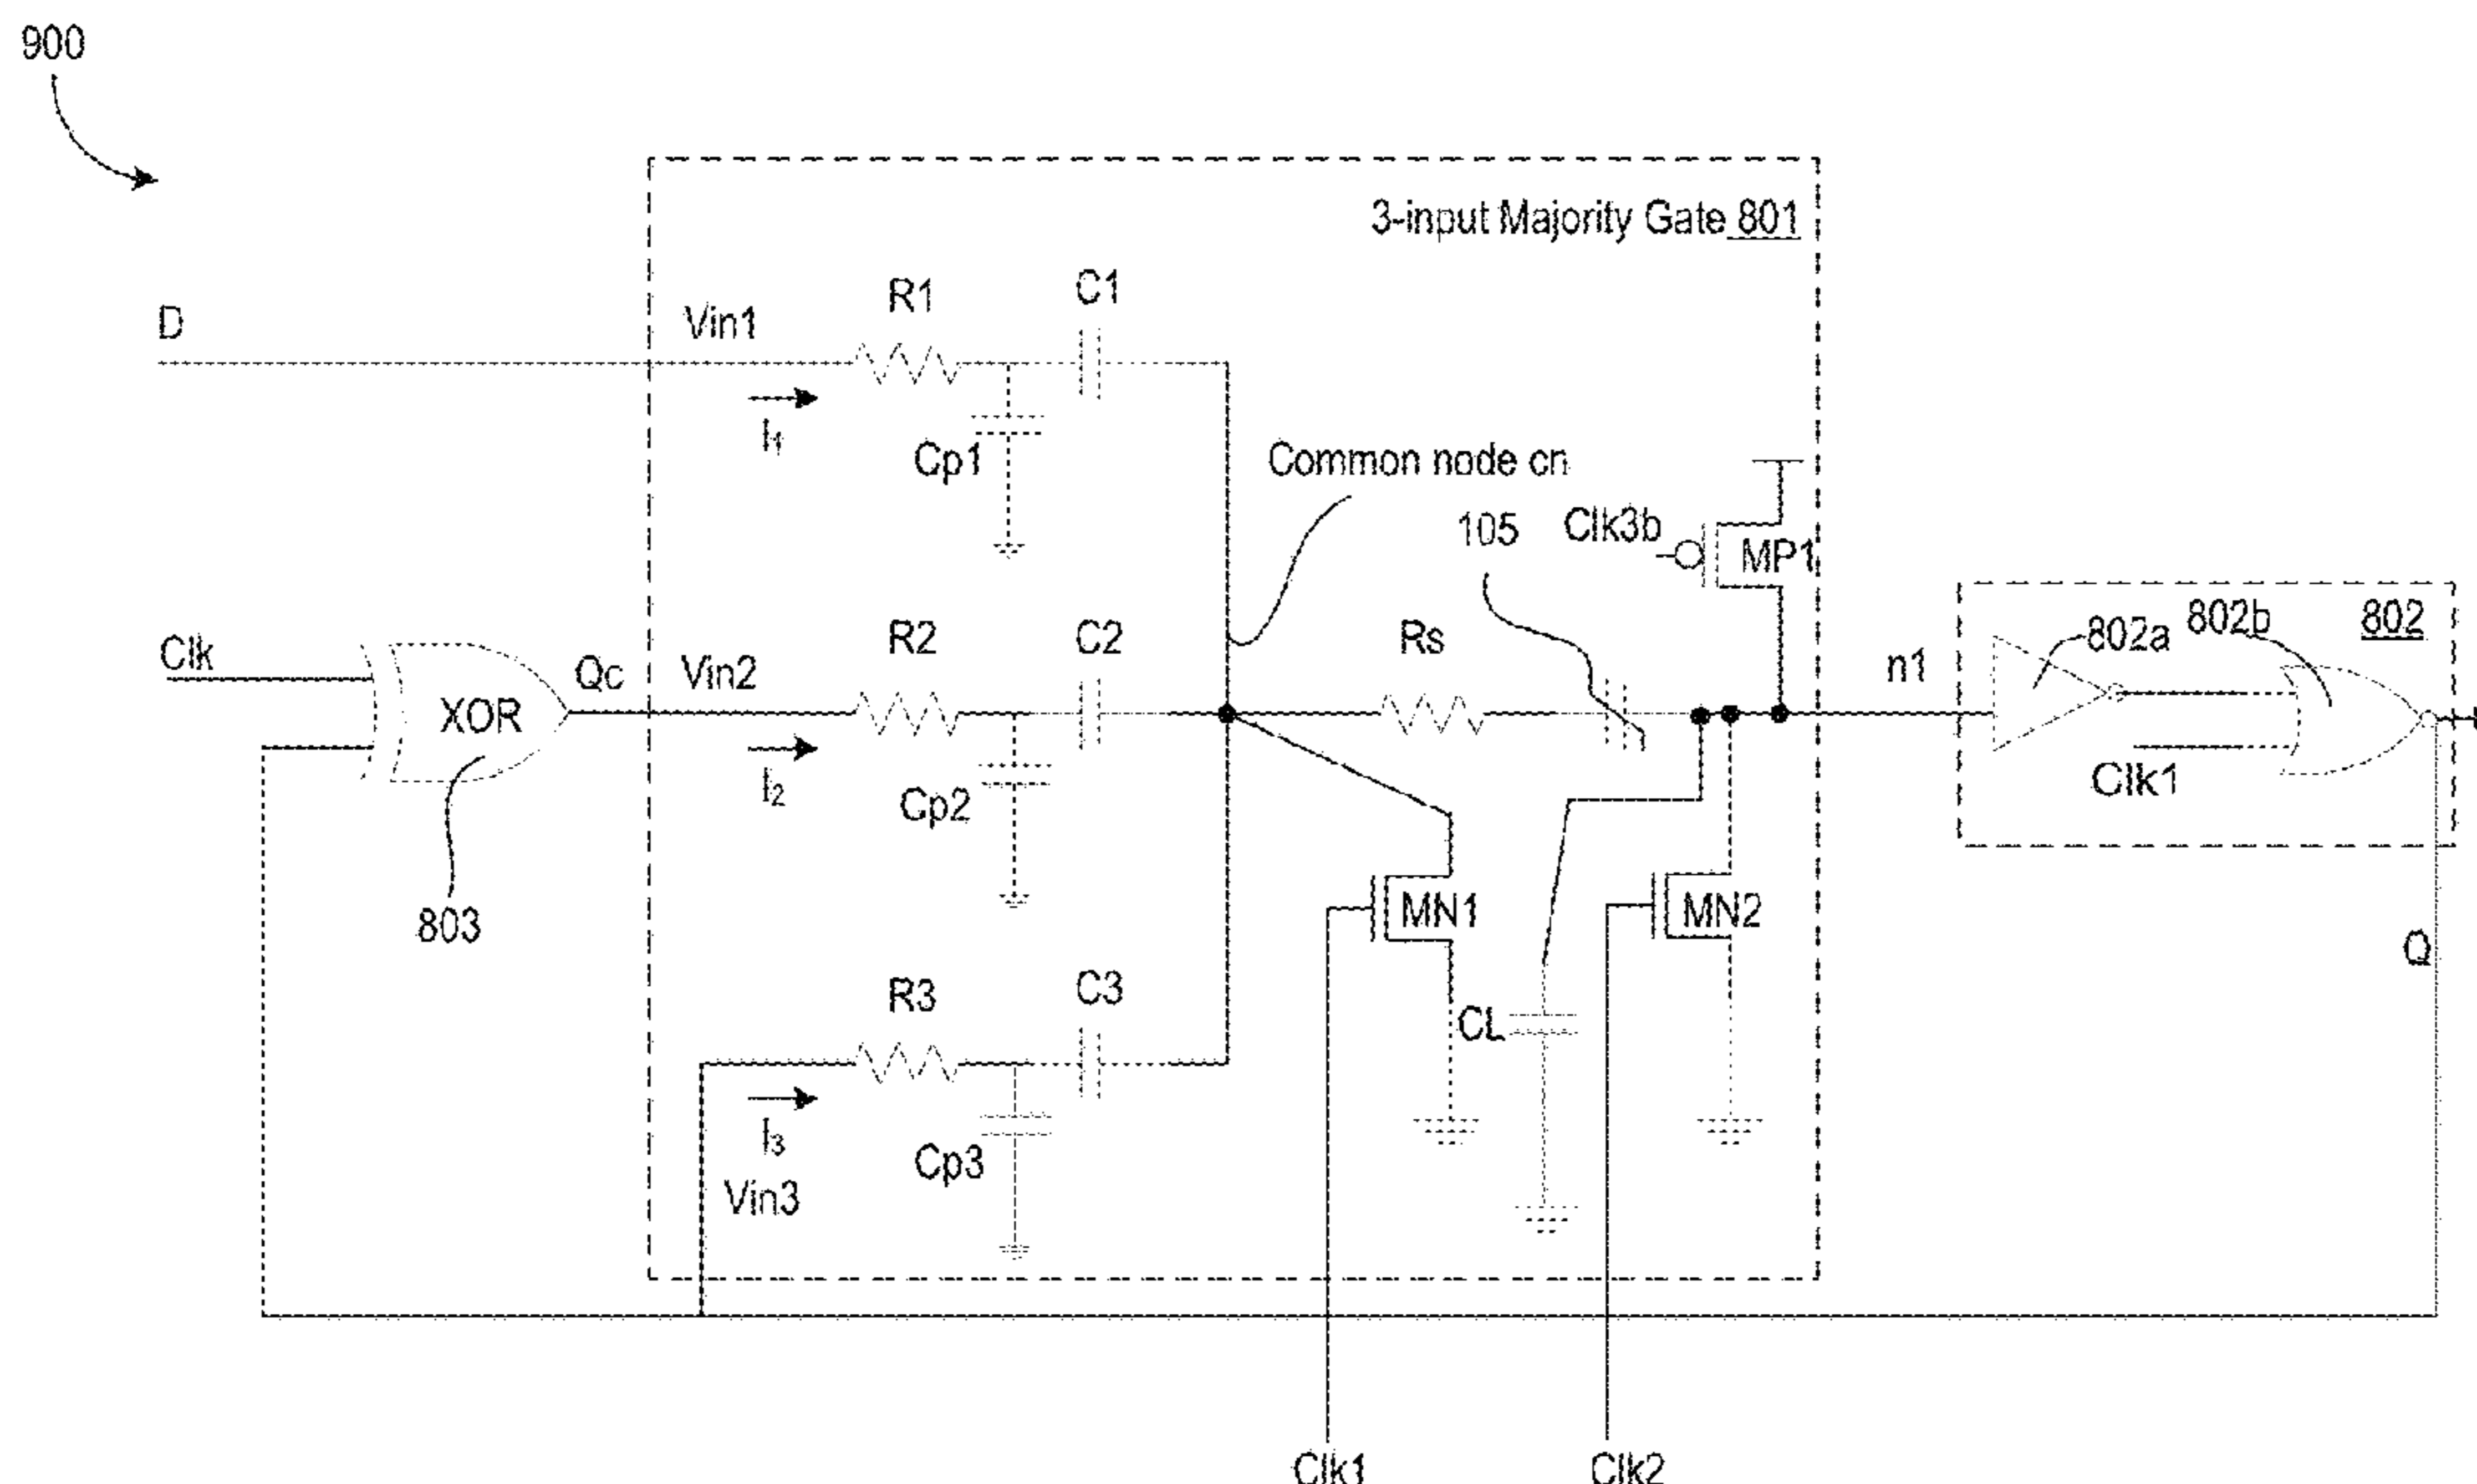 900
3-input Majority Gate 801
D
Vin1
R1
C1
I1
Cp1
Common node cn
105
Clk3b
MP1
Clk
XOR
Qc
Vin2
R2
C2
Rs
n1
802a
802b
802
I2
Cp2
Clk1
803
MN1
MN2
Q
R3
C3
CL
I3
Cp3
Vin3
Clk1
Clk2